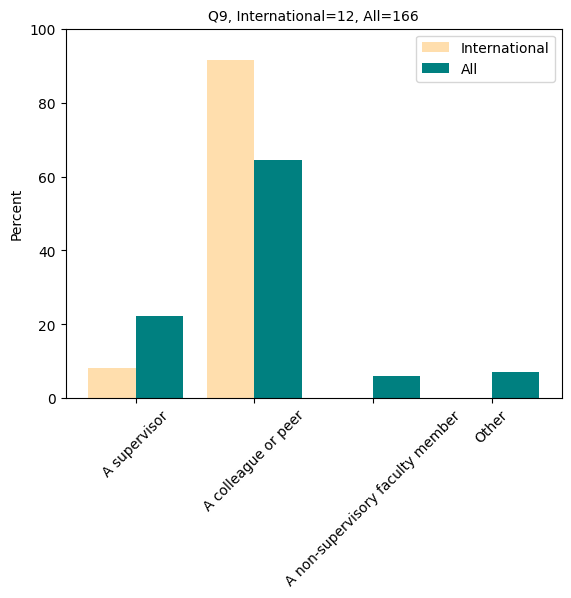 Q9, International=12, All=166
International
All
Percent
100
80
60
40
20
0
A supervisor
A colleague or peer
A non-supervisory faculty member
Other